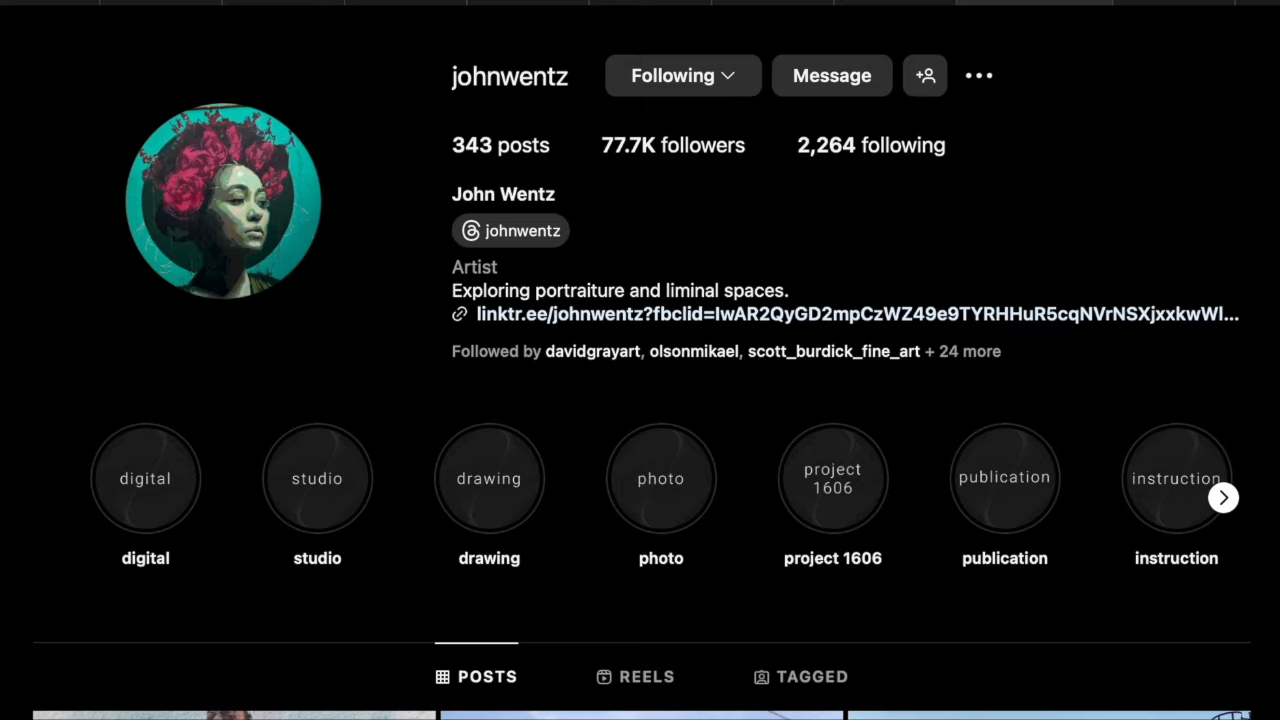 johnwentz Following Message
343 posts 77.7K followers 2,264 following
John Wentz
johnwentz
Artist
Exploring portraiture and liminal spaces.
linktr.ee/johnwentz?fbclid=IwAR2QyGD2mpCzWZ49e9TYRHHuR5cqNVrNSXjxxkwWI...
Followed by davidgrayart, olsonmikael, scott_burdick_fine_art + 24 more
digital studio drawing photo project 1606 publication instruction
digital studio drawing photo project 1606 publication instruction
POSTS REELS TAGGED